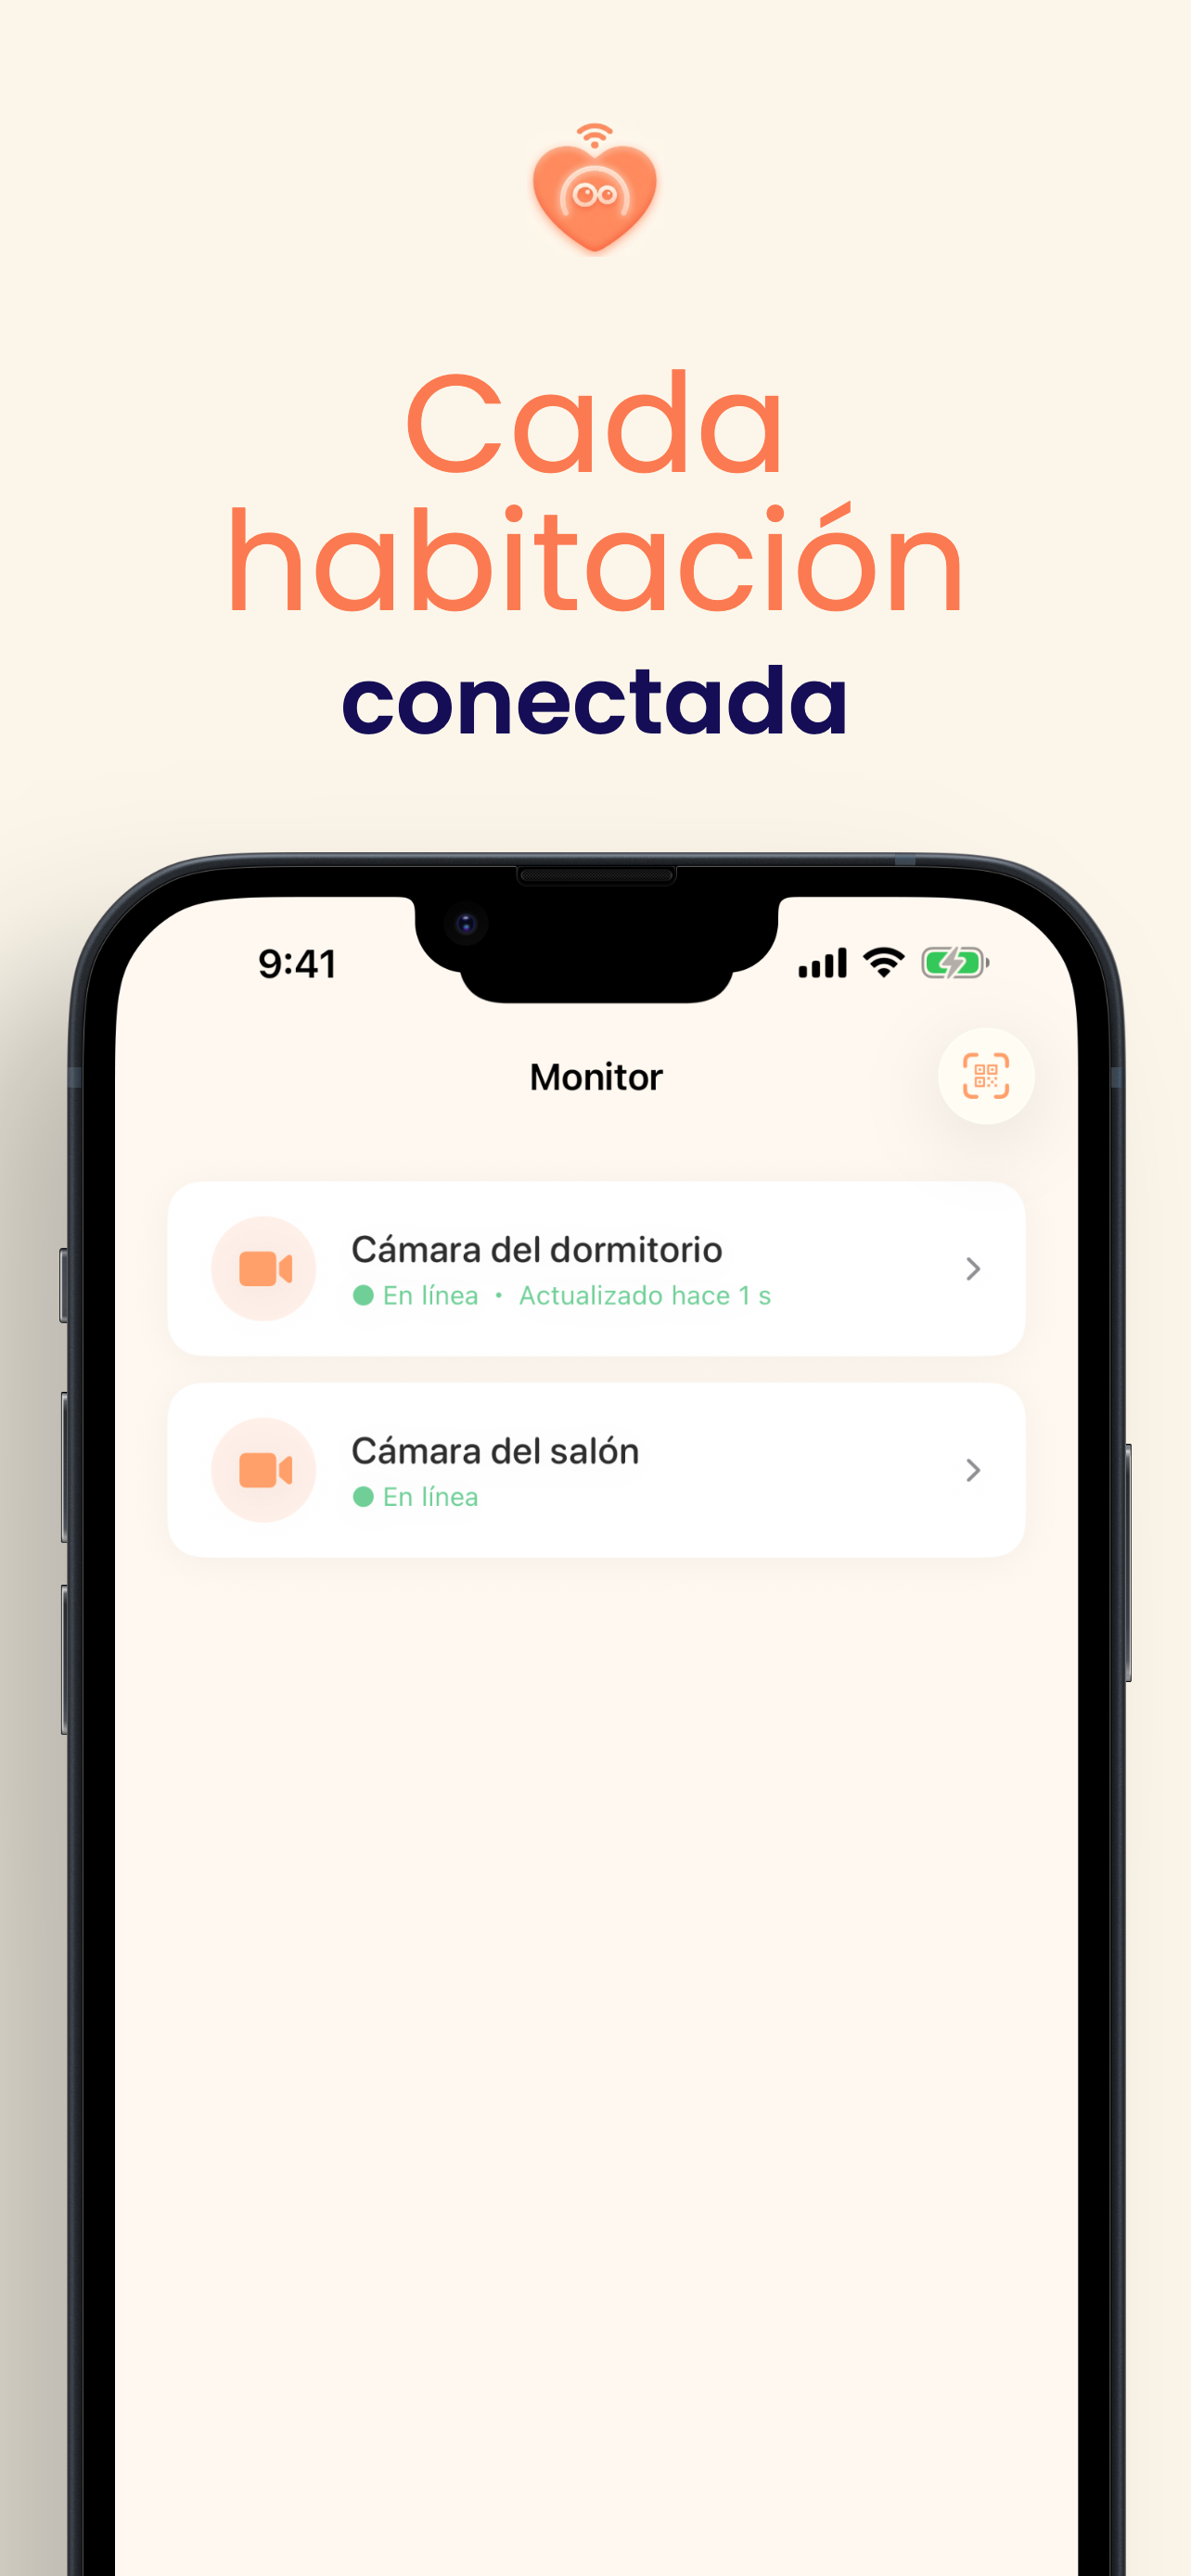 Cada
habitación
conectada
9:41
Monitor
Cámara del dormitorio
En línea • Actualizado hace 1 s
Cámara del salón
En línea